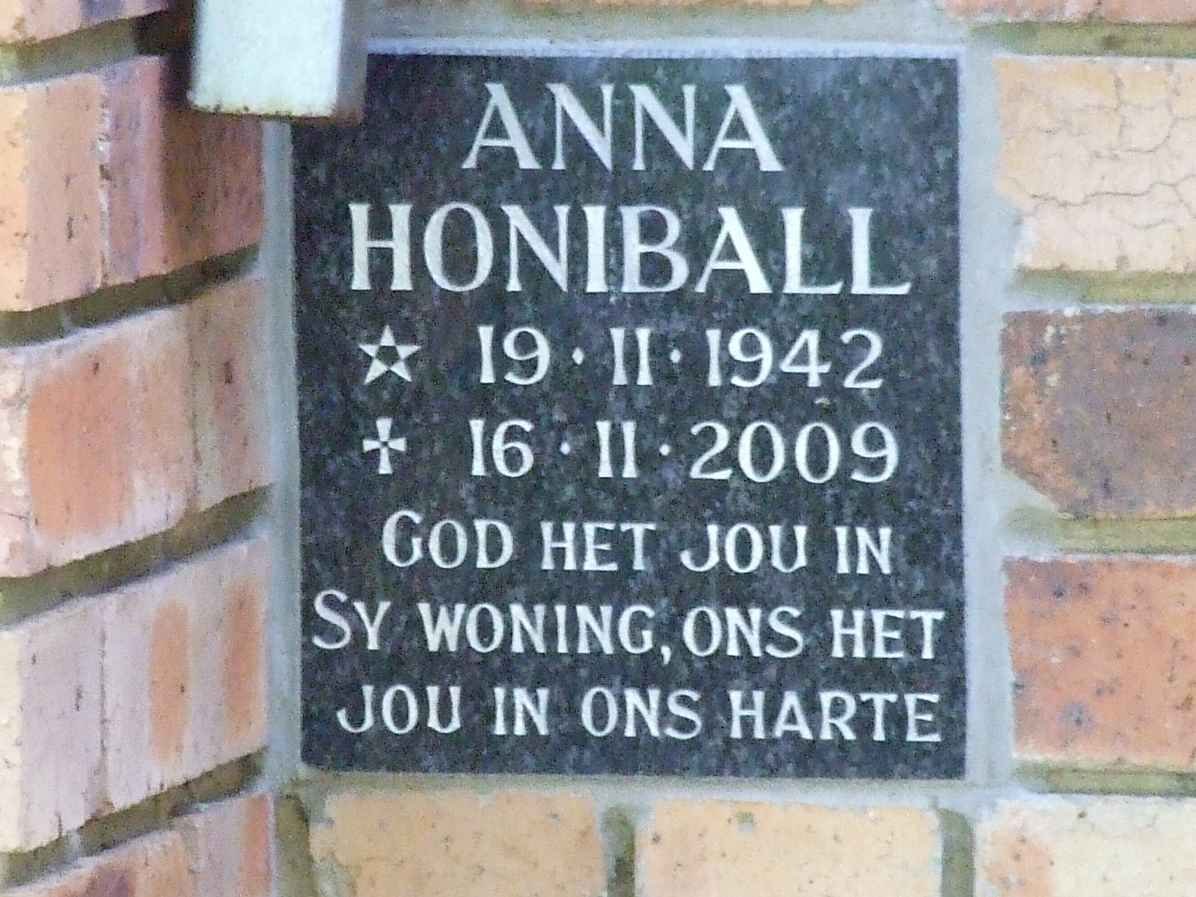 ANNA
HONIBALL
☆ 19·11·1942
✝ 16·11·2009
GOD HET JOU IN
SY WONING, ONS HET
JOU IN ONS HARTE